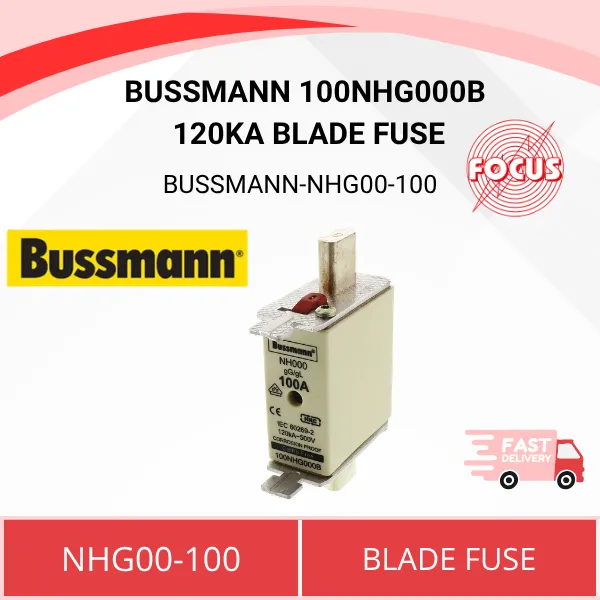 BUSSMANN 100NHG000B
120KA BLADE FUSE
BUSSMANN-NHG00-100
FOCUS
Bussmann®
Bussmann®
NH000
gG/gL
100A
CE
IEC 60269-2
120kA~500V
CORROSION PROOF
100NHG000B
FAST
DELIVERY
NHG00-100
BLADE FUSE